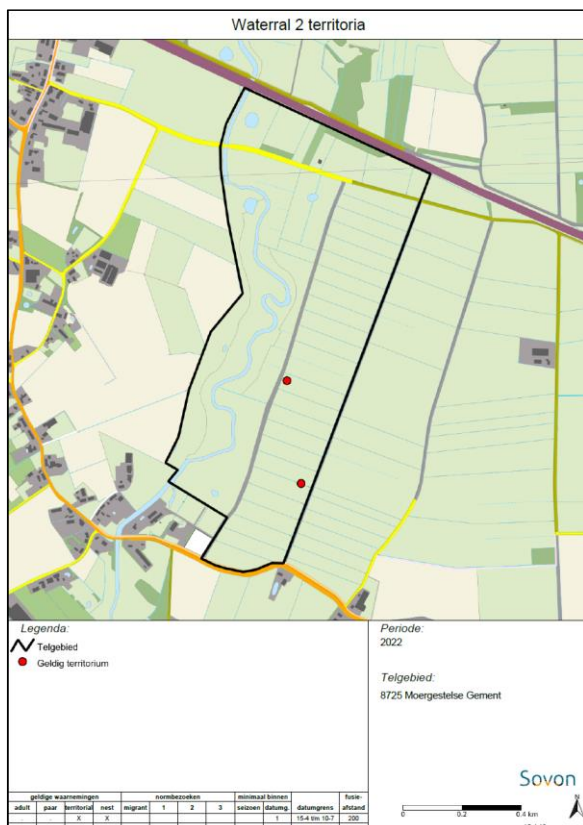 Waterral 2 territoria
Legenda:
Telgebied
Geldig territorium
Periode:
2022
Telgebied:
8725 Moergestelse Gement
Sovon
geldige waarnemingen normbezoeken minimaal binnen fusie-
adult paar territoriaal nest migrant 1 2 3 seizoen datumg. datumgrens afstand
. . X X 1 15-4 t/m 10-7 200
0 0.2 0.4 km
N